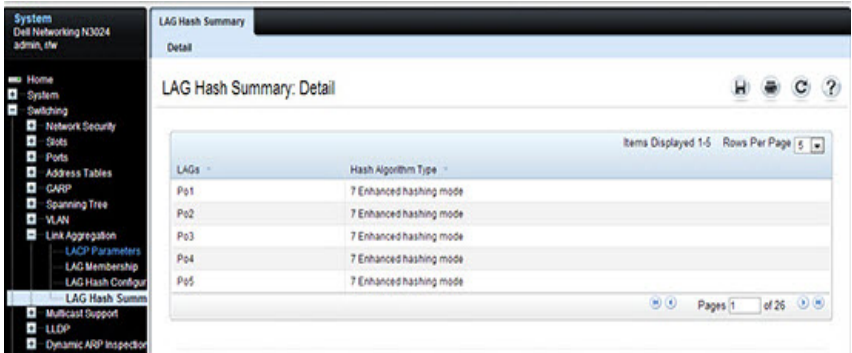 System
Dell Networking N3024
admin, r/w
Home
System
Switching
Network Security
Slots
Ports
Address Tables
GARP
Spanning Tree
VLAN
Link Aggregation
LACP Parameters
LAG Membership
LAG Hash Configur
LAG Hash Summ
Multicast Support
LLDP
Dynamic ARP Inspection
LAG Hash Summary
Detail
LAG Hash Summary: Detail
Items Displayed 1-5 Rows Per Page 5
LAGs Hash Algorithm Type
Po1 7 Enhanced hashing mode
Po2 7 Enhanced hashing mode
Po3 7 Enhanced hashing mode
Po4 7 Enhanced hashing mode
Po5 7 Enhanced hashing mode
Pages 1 of 26